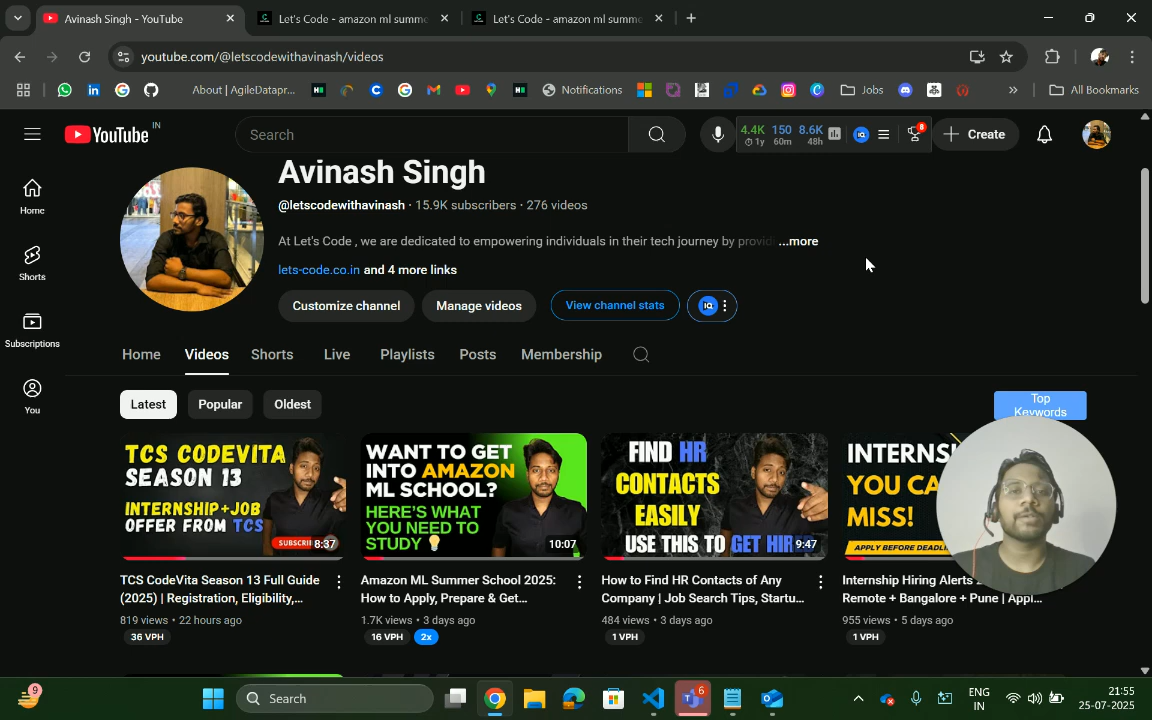 Avinash Singh - YouTube
Let's Code - amazon ml summe
Let's Code - amazon ml summe
youtube.com/@letscodewithavinash/videos
About | AgileDatapr...
Notifications
Jobs
All Bookmarks
YouTube IN
Search
4.4K 150 8.6K
1y 60m 48h
8
Create
Avinash Singh
@letscodewithavinash · 15.9K subscribers · 276 videos
At Let's Code , we are dedicated to empowering individuals in their tech journey by providi ...more
lets-code.co.in and 4 more links
Customize channel
Manage videos
View channel stats
Home
Shorts
Subscriptions
You
Home Videos Shorts Live Playlists Posts Membership
Latest Popular Oldest
Top
Keywords
TCS CODEVITA
SEASON 13
INTERNSHIP+JOB
OFFER FROM TCS
SUBSCRI
8:37
WANT TO GET
INTO AMAZON
ML SCHOOL?
HERE'S WHAT
YOU NEED TO
STUDY
10:07
FIND HR
CONTACTS
EASILY
USE THIS TO GET HIR
9:47
INTERNS
YOU CA
MISS!
APPLY BEFORE DEADLI
TCS CodeVita Season 13 Full Guide
(2025) | Registration, Eligibility,...
819 views · 22 hours ago
36 VPH
Amazon ML Summer School 2025:
How to Apply, Prepare & Get...
1.7K views · 3 days ago
16 VPH 2x
How to Find HR Contacts of Any
Company | Job Search Tips, Startu...
484 views · 3 days ago
1 VPH
Internship Hiring Alerts 2
Remote + Bangalore + Pune | Appl...
955 views · 5 days ago
1 VPH
9
Search
6
ENG
IN
21:55
25-07-2025